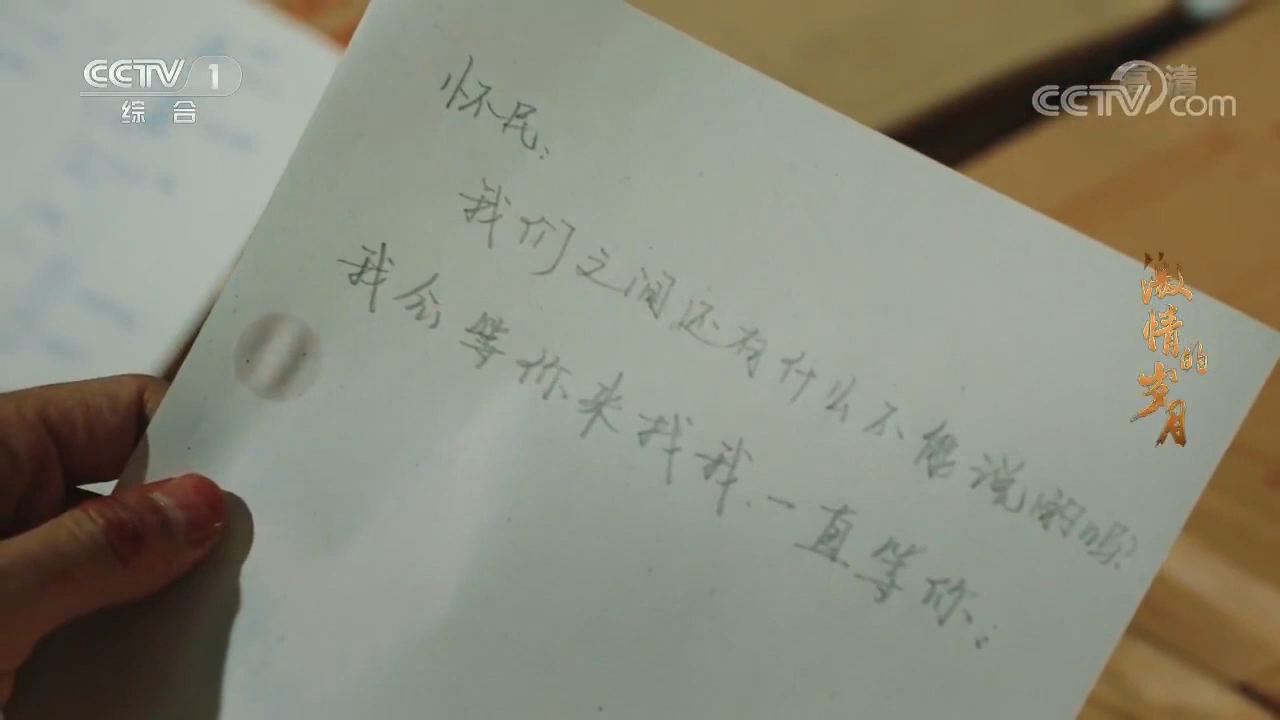 CCTV 1
综合
高清
CCTV com
怀民：
我们之间还有什么不能说的呢
我会等你来找我、一直等你；
激情的岁月